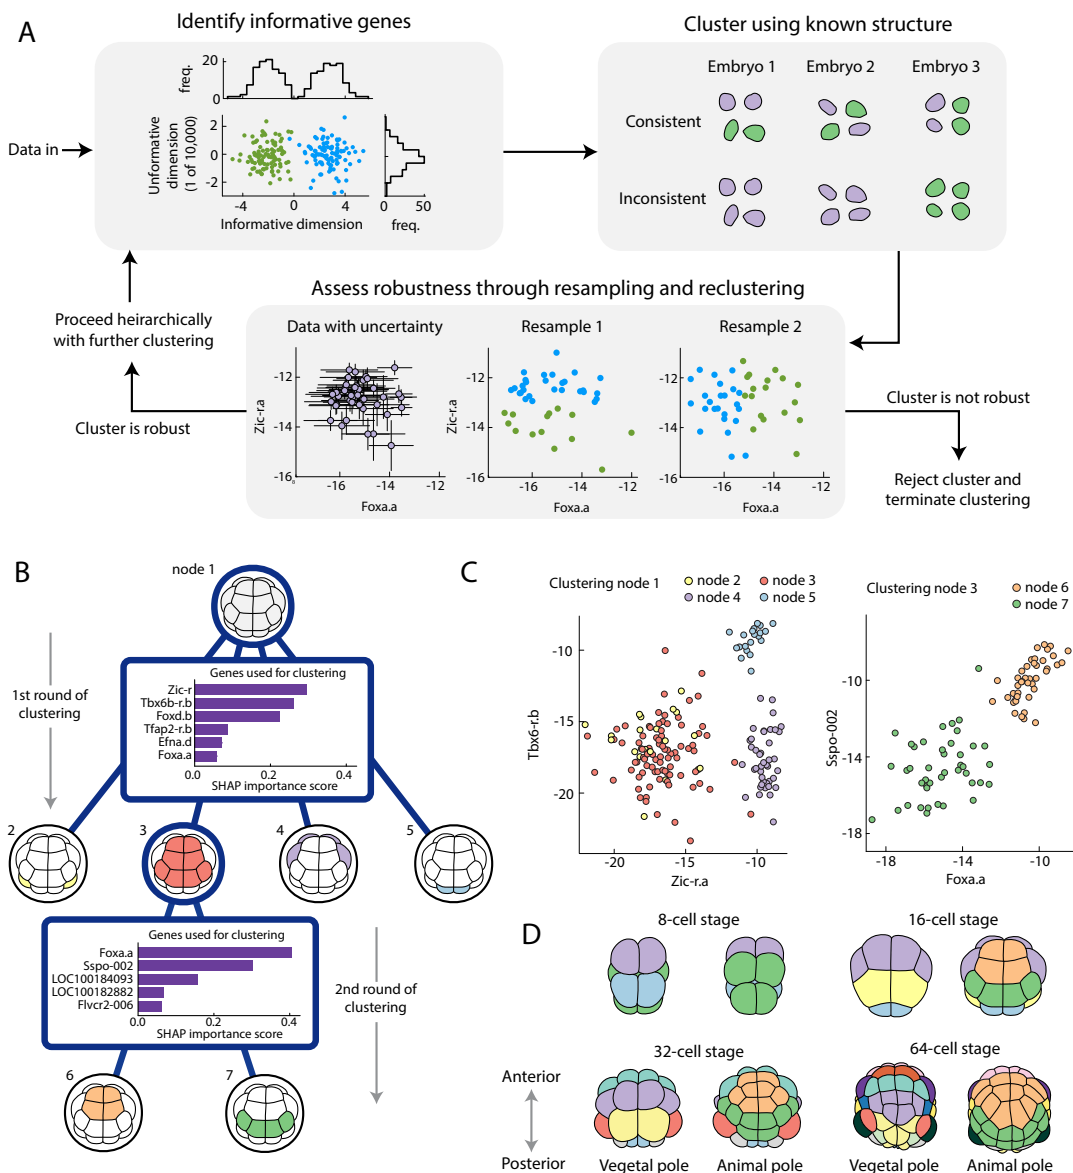 A
Identify informative genes
Cluster using known structure
Data in
freq.
20
0
Unformative
dimension
(1 of 10,000)
2
0
-2
-4
0
4
Informative dimension
0
50
freq.
Embryo 1
Embryo 2
Embryo 3
Consistent
Inconsistent
Assess robustness through resampling and reclustering
Proceed heirarchically
with further clustering
Cluster is robust
Data with uncertainty
Resample 1
Resample 2
Zic-r.a
-12
-14
-16
-16
-14
-12
Foxa.a
Zic-r.a
-12
-14
-16
-16
-14
-12
Foxa.a
-12
-14
-16
-16
-14
-12
Foxa.a
Cluster is not robust
Reject cluster and
terminate clustering
B
node 1
1st round of
clustering
Genes used for clustering
Zic-r
Tbx6b-r.b
Foxd.b
Tfap2-r.b
Efna.d
Foxa.a
0.0
0.2
0.4
SHAP importance score
2
3
4
5
Genes used for clustering
Foxa.a
Sspo-002
LOC100184093
LOC100182882
Flvcr2-006
0.0
0.2
0.4
SHAP importance score
2nd round of
clustering
6
7
C
Clustering node 1
node 2
node 3
node 4
node 5
Tbx6-r.b
-10
-15
-20
-20
-15
-10
Zic-r.a
Clustering node 3
node 6
node 7
Sspo-002
-10
-14
-18
-18
-14
-10
Foxa.a
D
8-cell stage
16-cell stage
32-cell stage
64-cell stage
Anterior
Posterior
Vegetal pole
Animal pole
Vegetal pole
Animal pole